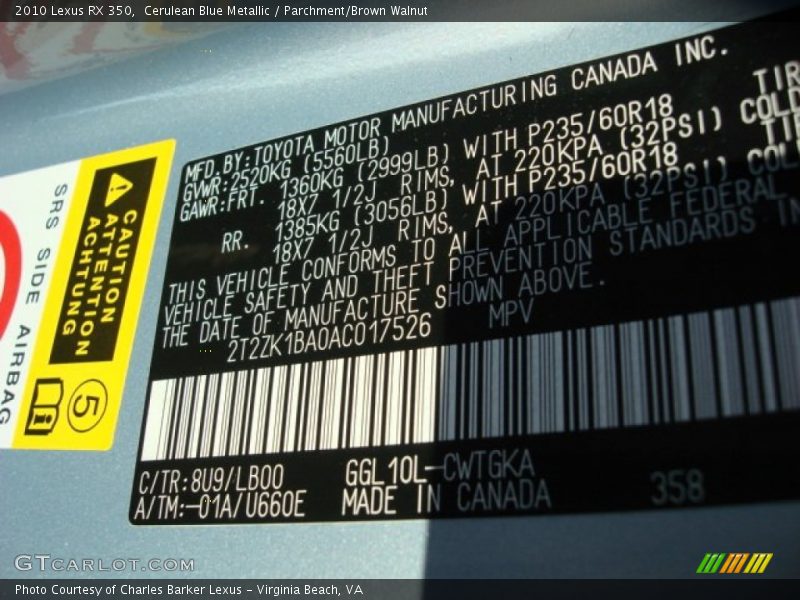 2010 Lexus RX 350,  Cerulean Blue Metallic / Parchment/Brown Walnut
MFD.BY:TOYOTA MOTOR MANUFACTURING CANADA INC.
GVWR:2520KG (5560LB)
GAWR:FRT. 1360KG (2999LB) WITH P235/60R18 TIR
18X7 1/2J RIMS, AT 220KPA (32PSI) COLD
RR. 1385KG (3056LB) WITH P235/60R18 TI
18X7 1/2J RIMS, AT 220KPA (32PSI) COL
THIS VEHICLE CONFORMS TO ALL APPLICABLE FEDERAL
VEHICLE SAFETY AND THEFT PREVENTION STANDARDS IN
THE DATE OF MANUFACTURE SHOWN ABOVE.
2T2ZK1BA0AC017526 MPV
C/TR:8U9/LB00 GGL10L-CWTGKA
A/TM:-01A/U660E MADE IN CANADA 358
SRS SIDE AIRBAG
CAUTION
ATTENTION
ACHTUNG
5
GTCARLOT.COM
Photo Courtesy of Charles Barker Lexus - Virginia Beach, VA